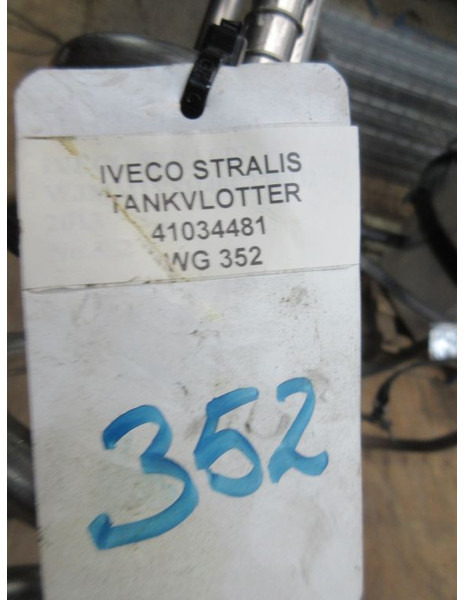 IVECO STRALIS
TANKVLOTTER
41034481
WG 352
352